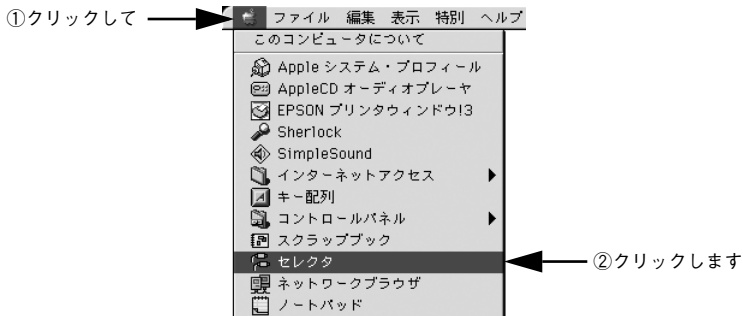 ①クリックして
ファイル 編集 表示 特別 ヘルプ
このコンピュータについて
Apple システム・プロフィール
AppleCD オーディオプレーヤ
EPSON プリンタウィンドウ!3
Sherlock
SimpleSound
インターネットアクセス
キー配列
コントロールパネル
スクラップブック
セレクタ
②クリックします
ネットワークブラウザ
ノートパッド